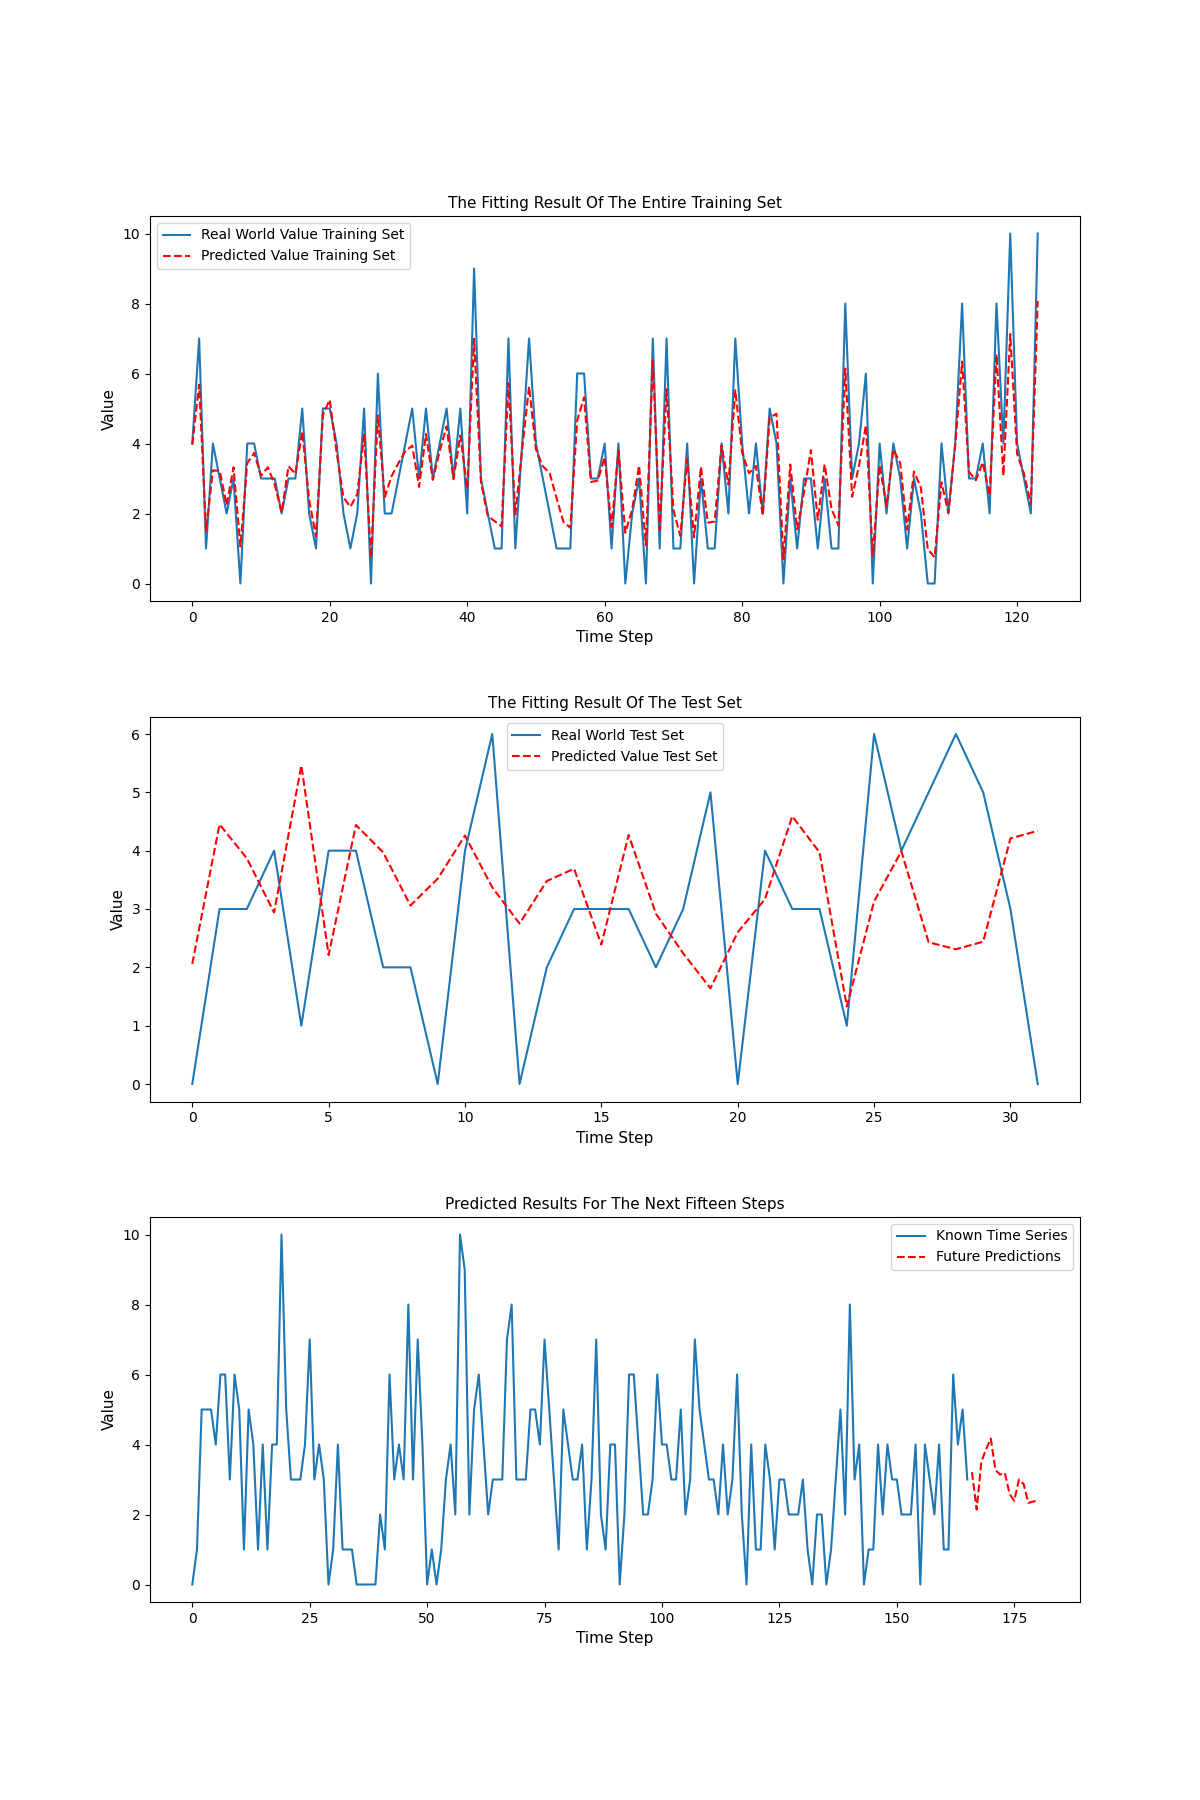 The Fitting Result Of The Entire Training Set
Real World Value Training Set
Predicted Value Training Set
10
8
6
4
2
0
Value
0 20 40 60 80 100 120
Time Step
The Fitting Result Of The Test Set
Real World Test Set
Predicted Value Test Set
6
5
4
3
2
1
0
Value
0 5 10 15 20 25 30
Time Step
Predicted Results For The Next Fifteen Steps
Known Time Series
Future Predictions
10
8
6
4
2
0
Value
0 25 50 75 100 125 150 175
Time Step